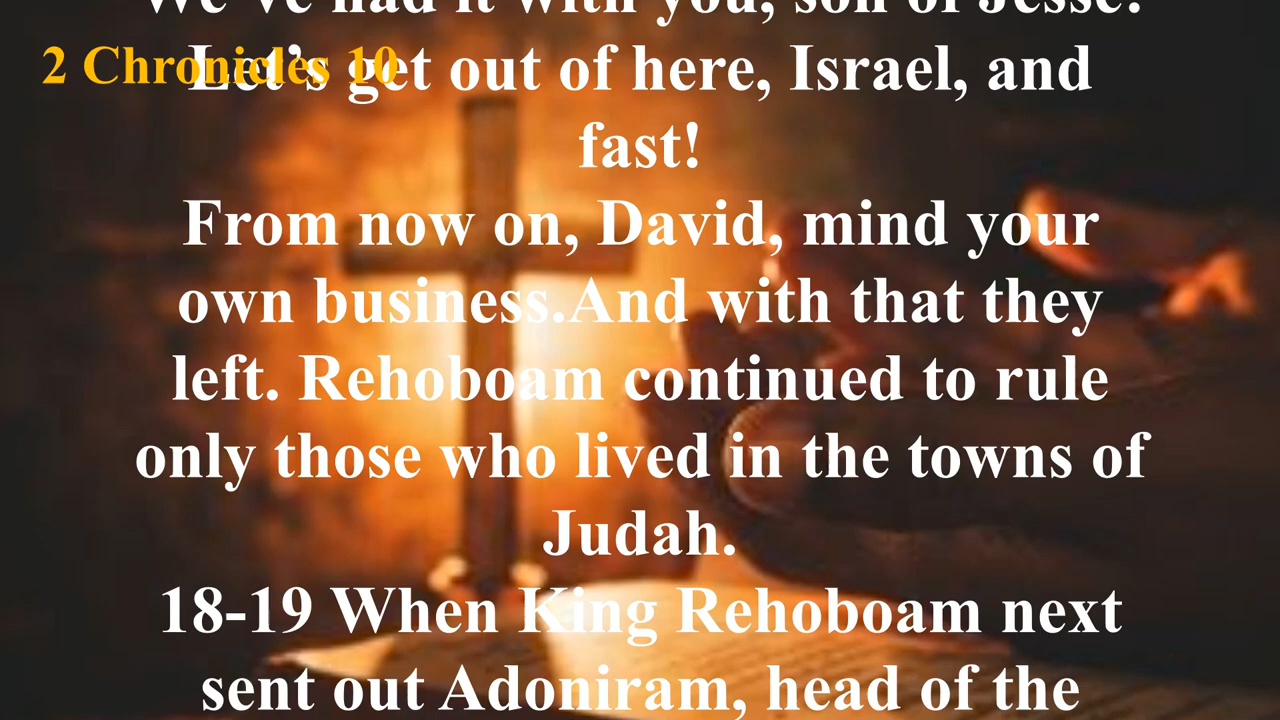 We've had it with you, son of Jesse!
2 Chronicles 10
Let’s get out of here, Israel, and
fast!
From now on, David, mind your
own business.And with that they
left. Rehoboam continued to rule
only those who lived in the towns of
Judah.
18-19 When King Rehoboam next
sent out Adoniram, head of the